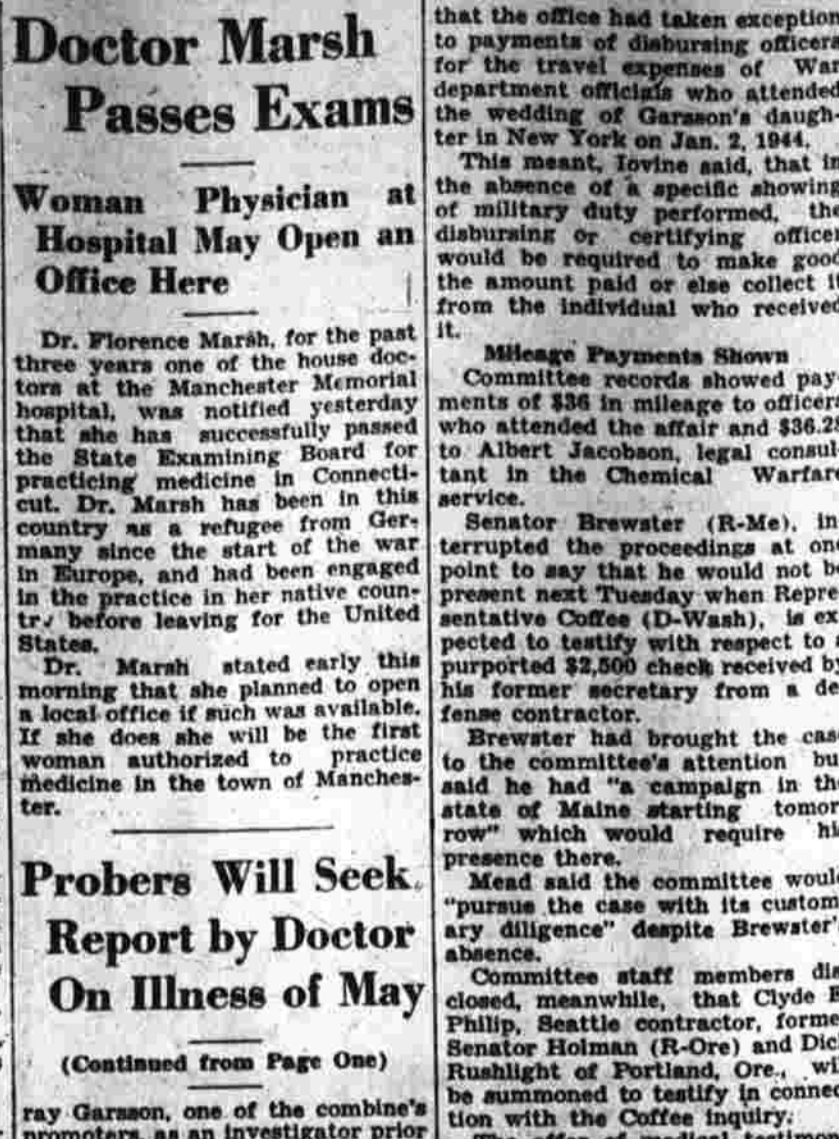 Doctor Marsh
Passes Exams
Woman Physician at
Hospital May Open an
Office Here
Dr. Florence Marsh, for the past
three years one of the house doc-
tors at the Manchester Memorial
hospital, was notified yesterday
that she has successfully passed
the State Examining Board for
practicing medicine in Connecti-
cut. Dr. Marsh has been in this
country as a refugee from Ger-
many since the start of the war
in Europe, and had been engaged
in the practice in her native coun-
try before leaving for the United
States.
Dr. Marsh stated early this
morning that she planned to open
a local office if such was available.
If she does she will be the first
woman authorized to practice
medicine in the town of Manches-
ter.
Probers Will Seek
Report by Doctor
On Illness of May
(Continued from Page One)
ray Garsson, one of the combine's
promoters, as an investigator prior
that the office had taken exception
to payments of disbursing officers
for the travel expenses of War
department officials who attended
the wedding of Garsson's daugh-
ter in New York on Jan. 2, 1944.
This meant, Iovine said, that in
the absence of a specific showing
of military duty performed, the
disbursing or certifying officer
would be required to make good
the amount paid or else collect it
from the individual who received
it.
Mileage Payments Shown
Committee records showed pay-
ments of $36 in mileage to officers
who attended the affair and $36.28
to Albert Jacobson, legal consul-
tant in the Chemical Warfare
service.
Senator Brewster (R-Me), in-
terrupted the proceedings at one
point to say that he would not be
present next Tuesday when Repre-
sentative Coffee (D-Wash), is ex-
pected to testify with respect to a
purported $2,500 check received by
his former secretary from a de-
fense contractor.
Brewster had brought the cas
to the committee's attention bu
said he had "a campaign in th
state of Maine starting tomor
row" which would require hi
presence there.
Mead said the committee would
"pursue the case with its custom
ary diligence" despite Brewster'
absence.
Committee staff members dis
closed, meanwhile, that Clyde
Philip, Seattle contractor, forme
Senator Holman (R-Ore) and Dic
Rushlight of Portland, Ore., wi
be summoned to testify in connec
tion with the Coffee inquiry.